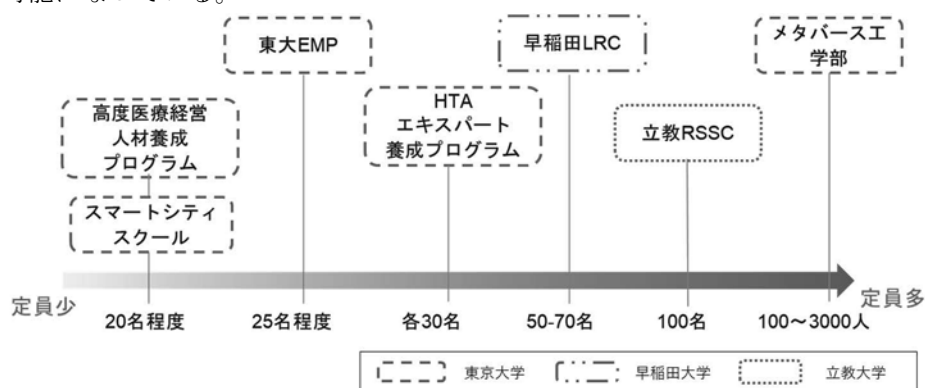 可能になっている。
東大EMP
早稲田LRC
メタバース工
学部
高度医療経営
人材養成
プログラム
HTA
エキスパート
養成プログラム
立教RSSC
スマートシティ
スクール
定員少
定員多
20名程度
25名程度
各30名
50-70名
100名
100～3000人
東京大学
早稲田大学
立教大学